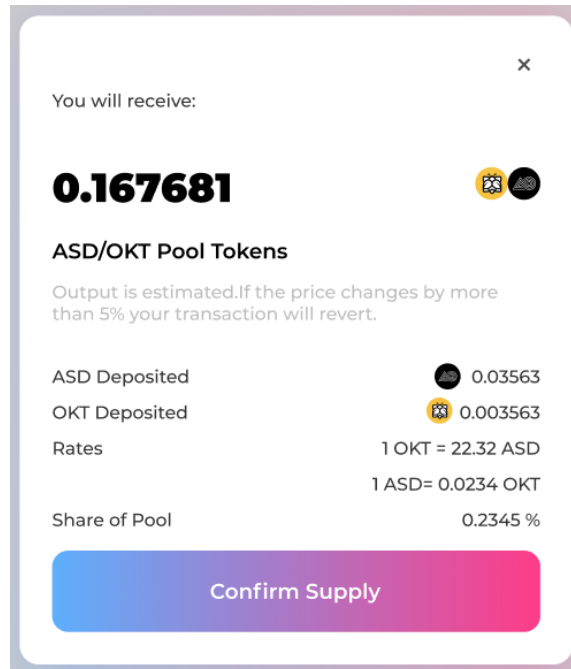 ×
You will receive:
0.167681
ASD/OKT Pool Tokens
Output is estimated.If the price changes by more
than 5% your transaction will revert.
ASD Deposited 0.03563
OKT Deposited 0.003563
Rates 1 OKT = 22.32 ASD
1 ASD= 0.0234 OKT
Share of Pool 0.2345 %
Confirm Supply